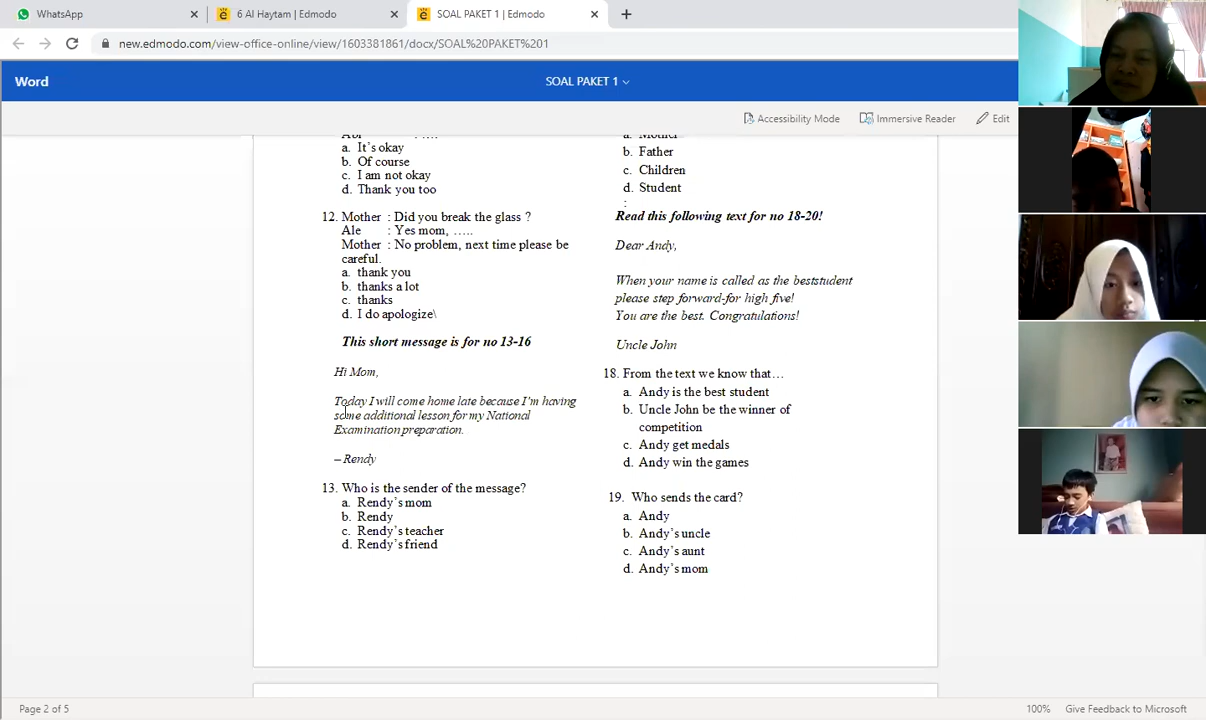 WhatsApp
6 Al Haytam | Edmodo
SOAL PAKET 1 | Edmodo
new.edmodo.com/view-office-online/view/1603381861/docx/SOAL%20PAKET%201
Word
SOAL PAKET 1
Accessibility Mode
Immersive Reader
Edit
a. It's okay
b. Of course
c. I am not okay
d. Thank you too
12. Mother : Did you break the glass ?
Ale : Yes mom, …..
Mother : No problem, next time please be
careful.
a. thank you
b. thanks a lot
c. thanks
d. I do apologize\
This short message is for no 13-16
Hi Mom,
Today I will come home late because I'm having
some additional lesson for my National
Examination preparation.
– Rendy
13. Who is the sender of the message?
a. Rendy's mom
b. Rendy
c. Rendy's teacher
d. Rendy's friend
a. Mother
b. Father
c. Children
d. Student
:
Read this following text for no 18-20!
Dear Andy,
When your name is called as the beststudent
please step forward-for high five!
You are the best. Congratulations!
Uncle John
18. From the text we know that…
a. Andy is the best student
b. Uncle John be the winner of
competition
c. Andy get medals
d. Andy win the games
19. Who sends the card?
a. Andy
b. Andy's uncle
c. Andy's aunt
d. Andy's mom
Page 2 of 5
100%
Give Feedback to Microsoft